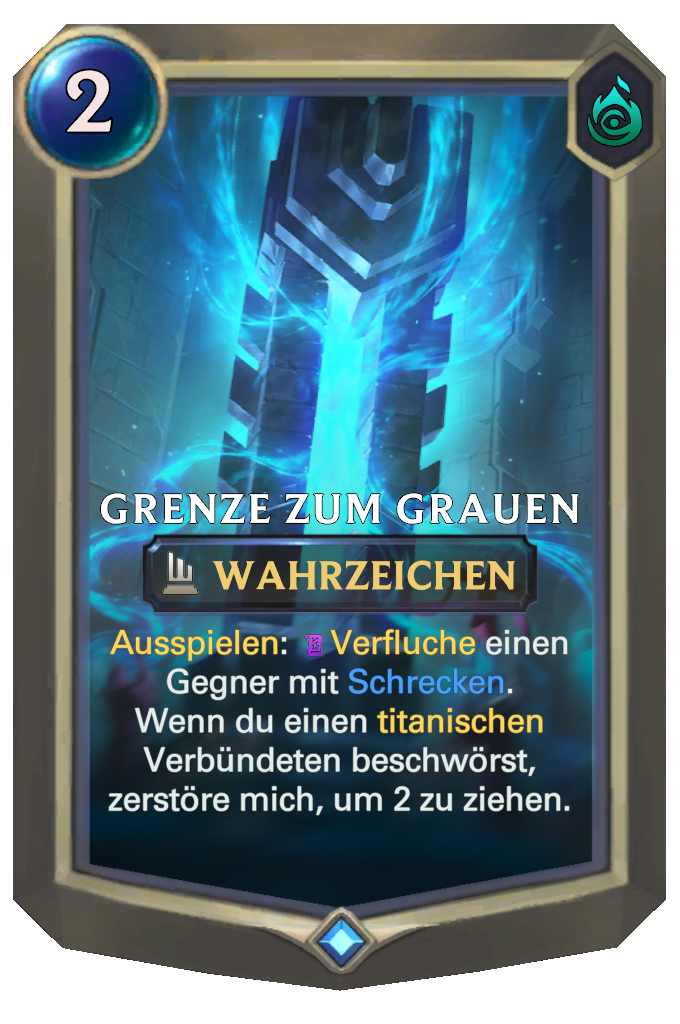 2
GRENZE ZUM GRAUEN
WAHRZEICHEN
Ausspielen: Verfluche einen
Gegner mit Schrecken.
Wenn du einen titanischen
Verbündeten beschwörst,
zerstöre mich, um 2 zu ziehen.